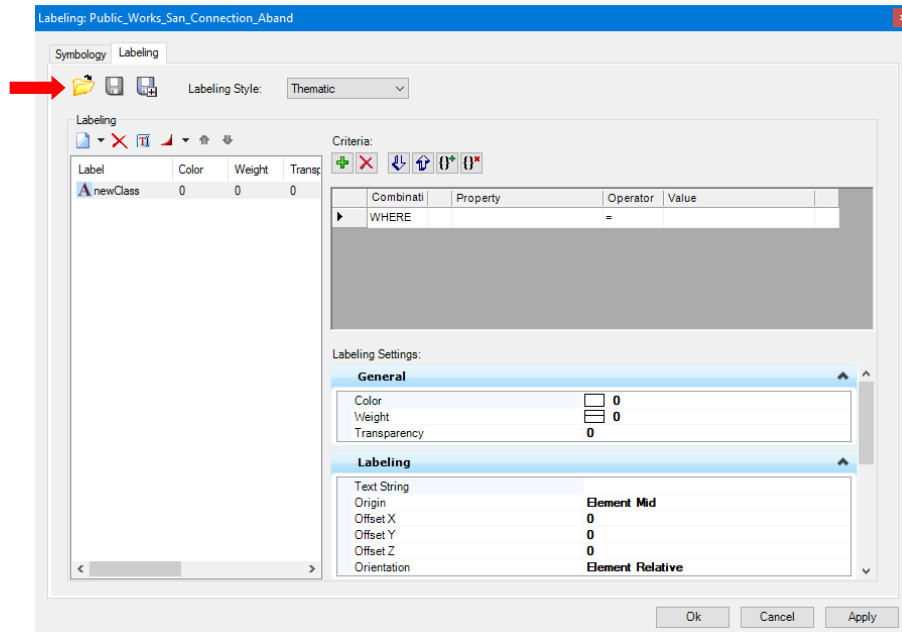 Labeling: Public_Works_San_Connection_Aband
Symbology Labeling
Labeling Style: Thematic
Labeling
Criteria:
Label Color Weight Transp
A newClass 0 0 0
Combinati Property Operator Value
WHERE =
Labeling Settings:
General
Color 0
Weight 0
Transparency 0
Labeling
Text String
Origin Element Mid
Offset X 0
Offset Y 0
Offset Z 0
Orientation Element Relative
Ok Cancel Apply